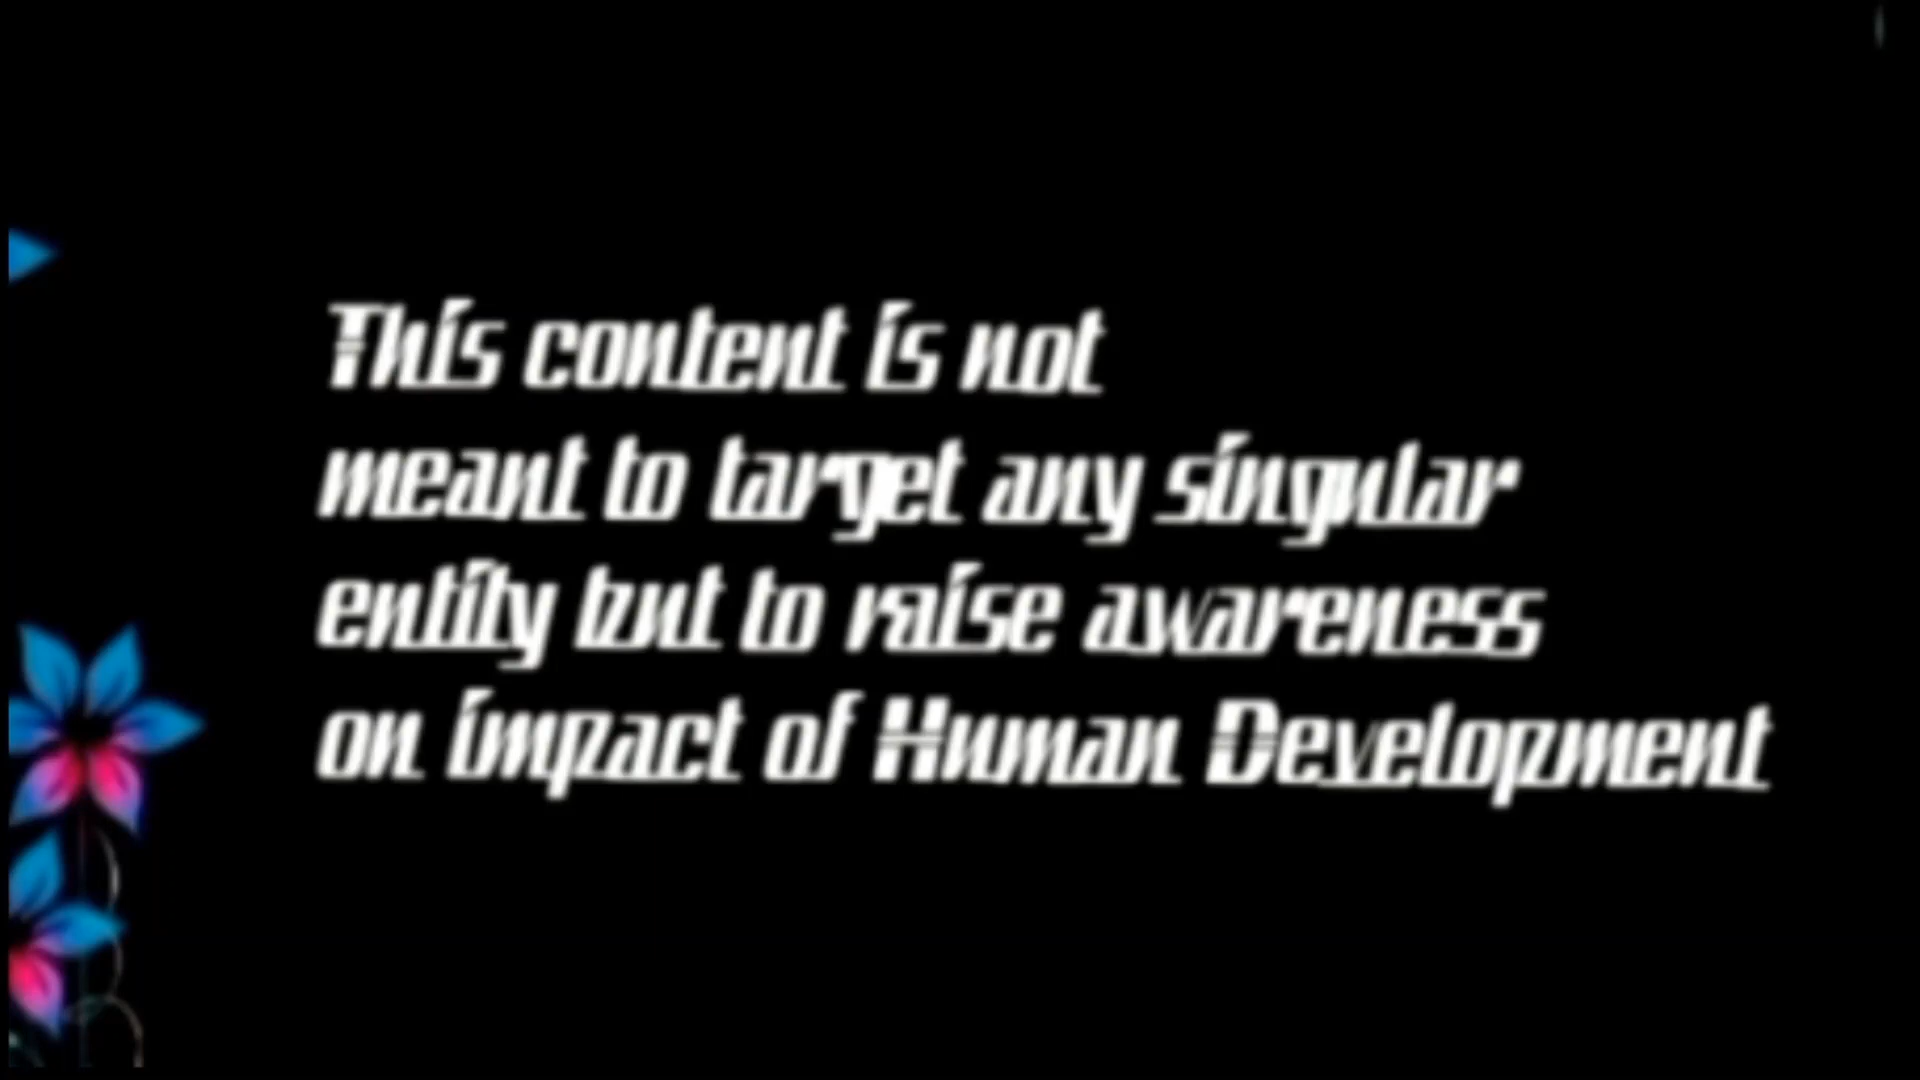 This content is not
meant to target any singular
entity but to raise awareness
on impact of Human Development